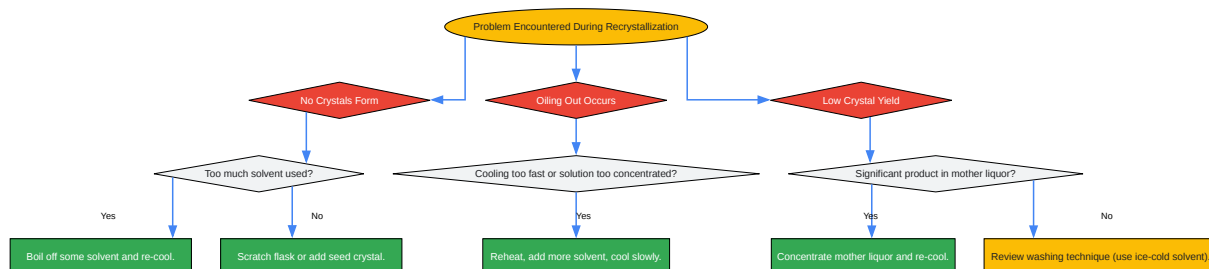 Problem Encountered During Recrystallization
No Crystals Form
Oiling Out Occurs
Low Crystal Yield
Too much solvent used?
Cooling too fast or solution too concentrated?
Significant product in mother liquor?
Yes
No
Yes
Yes
No
Boil off some solvent and re-cool.
Scratch flask or add seed crystal.
Reheat, add more solvent, cool slowly.
Concentrate mother liquor and re-cool.
Review washing technique (use ice-cold solvent).